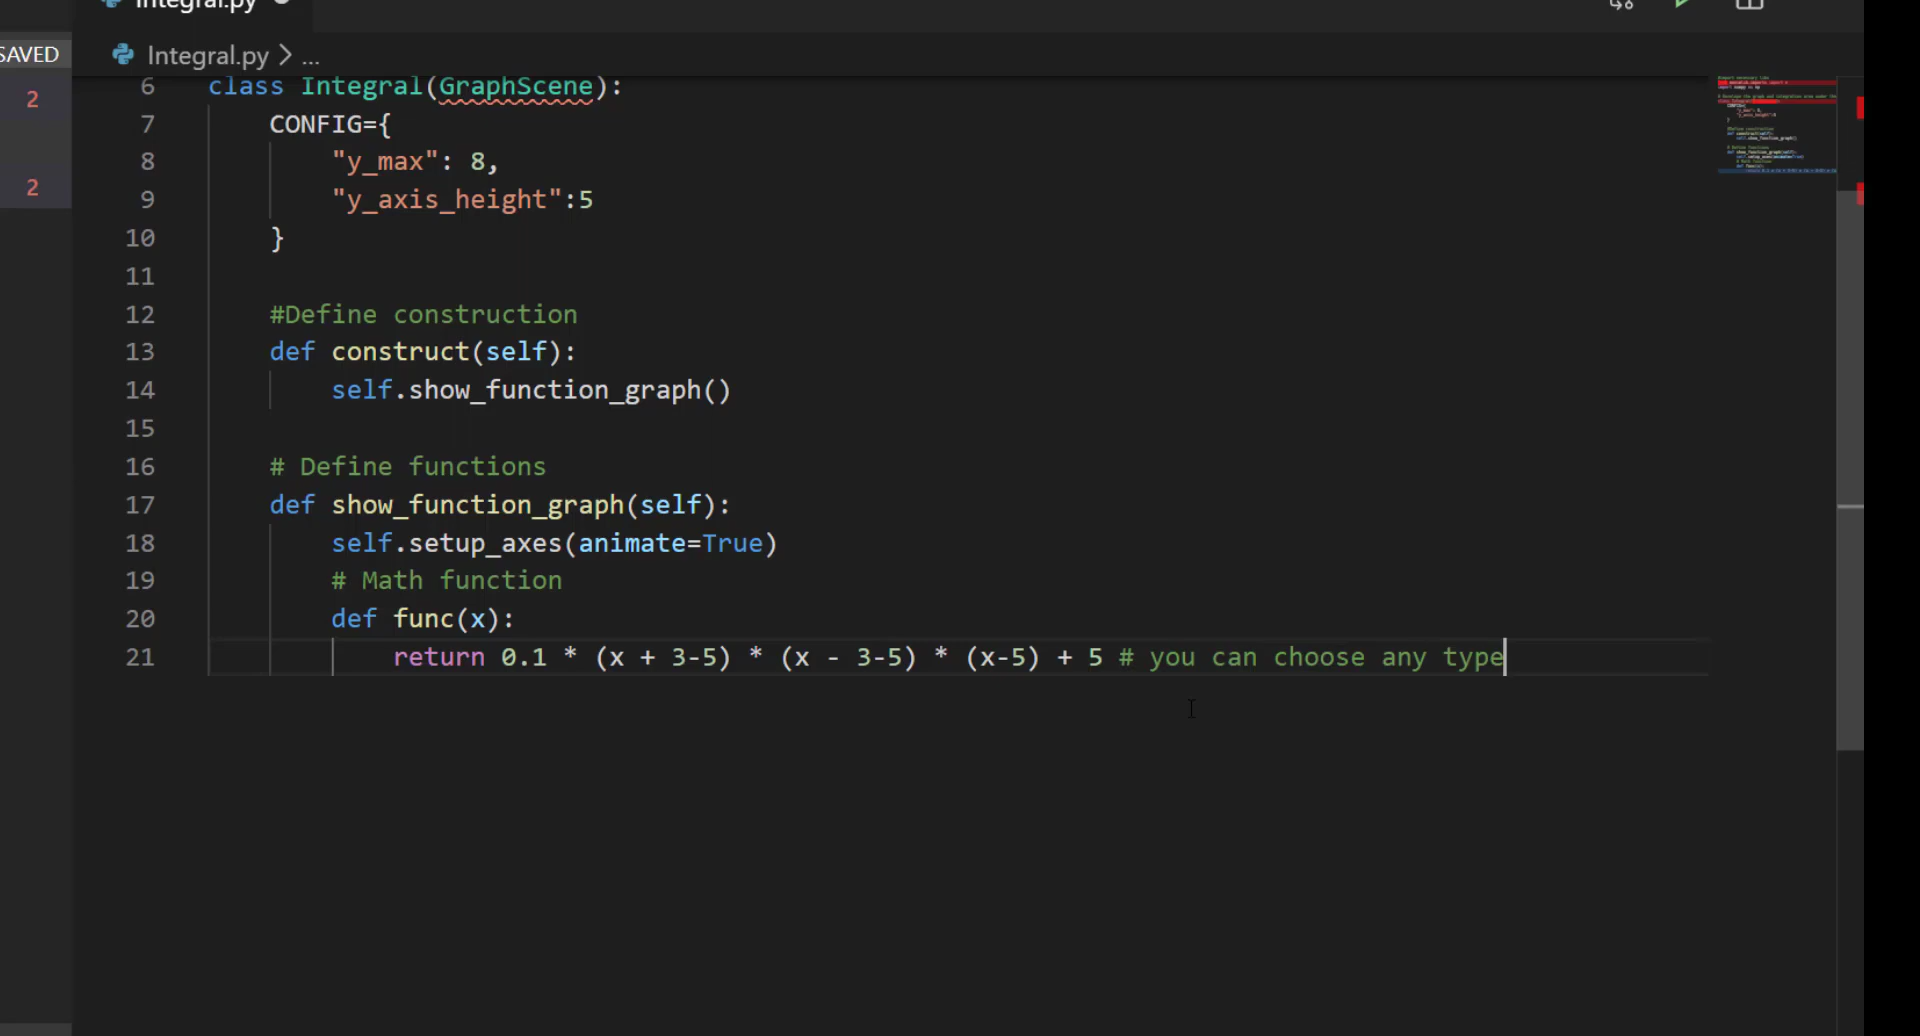 Integral.py
SAVED
Integral.py > ...
2
2
6 class Integral(GraphScene):
7 CONFIG={
8 "y_max": 8,
9 "y_axis_height":5
10 }
11
12 #Define construction
13 def construct(self):
14 self.show_function_graph()
15
16 # Define functions
17 def show_function_graph(self):
18 self.setup_axes(animate=True)
19 # Math function
20 def func(x):
21 return 0.1 * (x + 3-5) * (x - 3-5) * (x-5) + 5 # you can choose any type